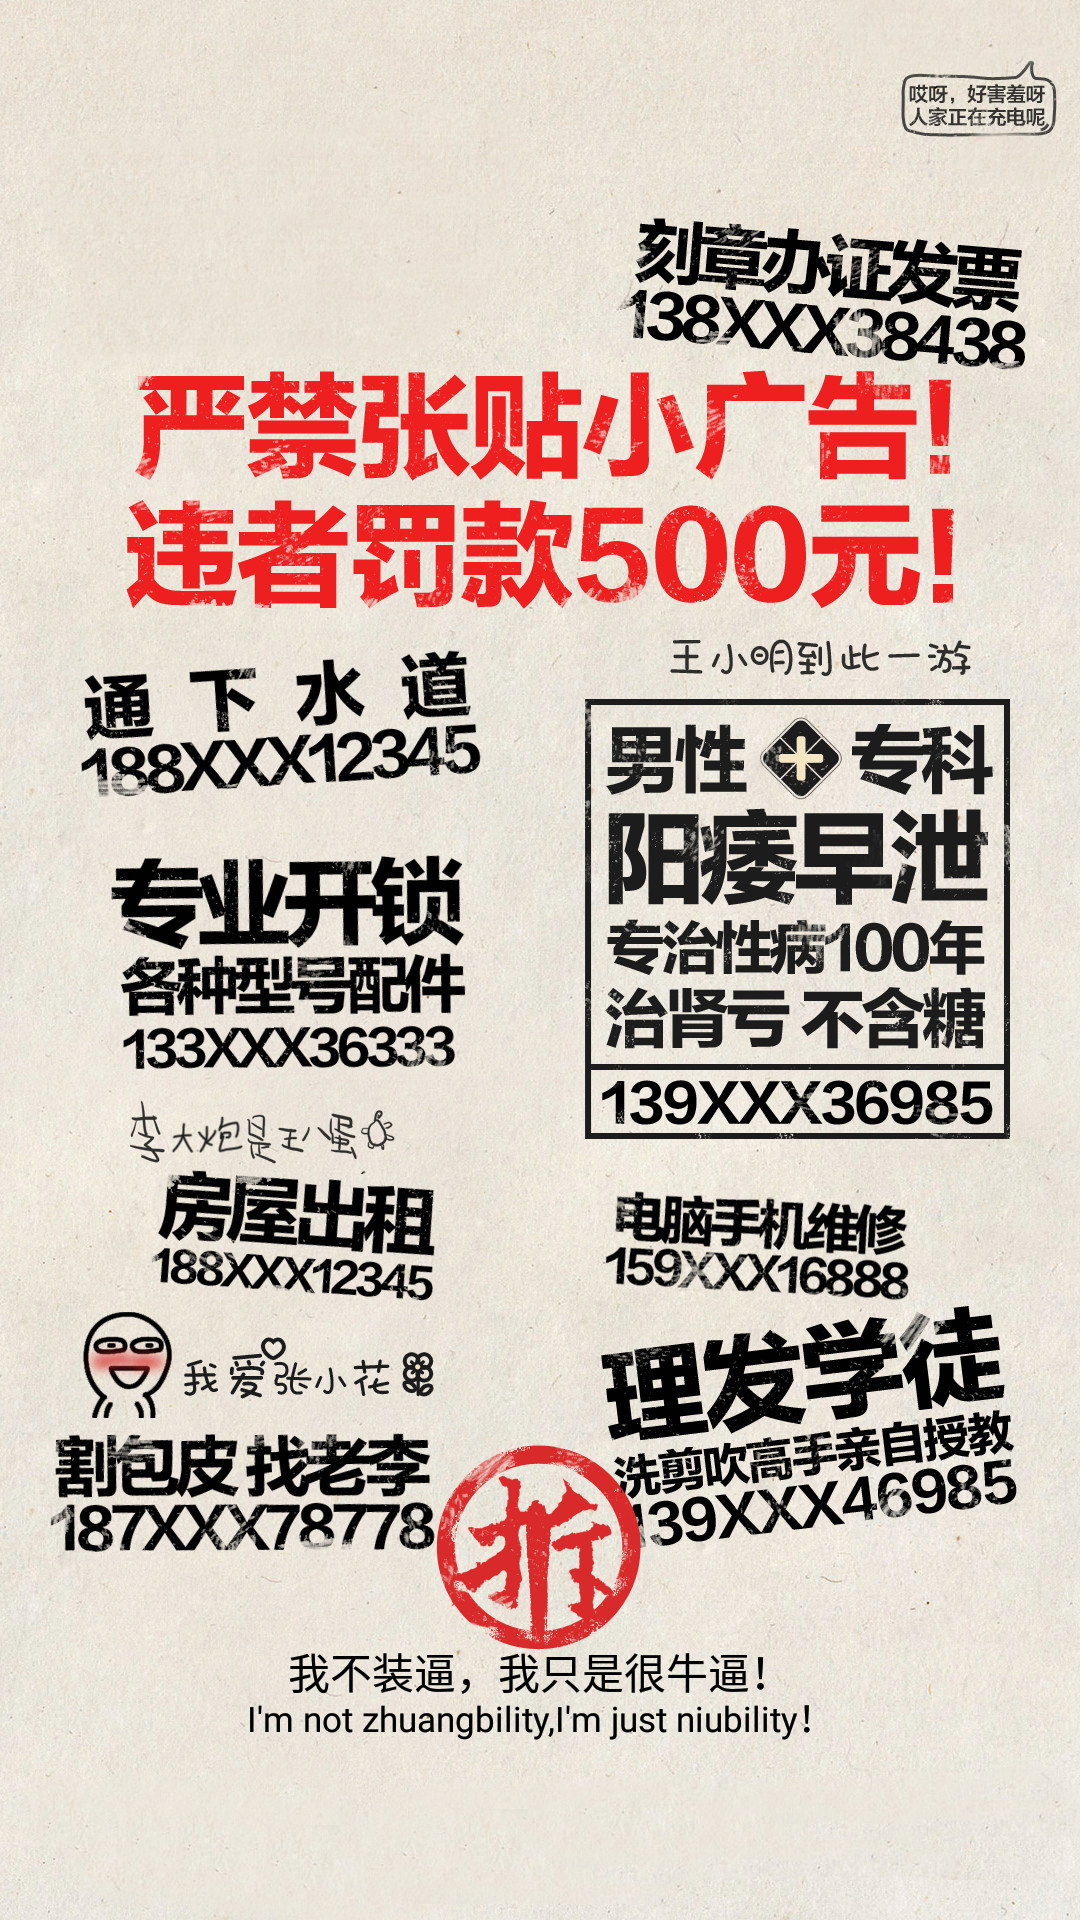 哎呀，好害羞呀
人家正在充电呢
刻章办证发票
138XXX38438
严禁张贴小广告!
违者罚款500元!
王小明到此一游
通下水道
188XXX12345
男性 专科
阳痿早泄
专治性病100年
治肾亏 不含糖
139XXX36985
专业开锁
各种型号配件
133XXX36333
李大炮是王八蛋
房屋出租
188XXX12345
电脑手机维修
159XXX16888
我爱张小花
理发学徒
洗剪吹高手亲自授教
139XXX46985
割包皮 找老李
187XXX78778
我不装逼，我只是很牛逼！
I'm not zhuangbility,I'm just niubility！